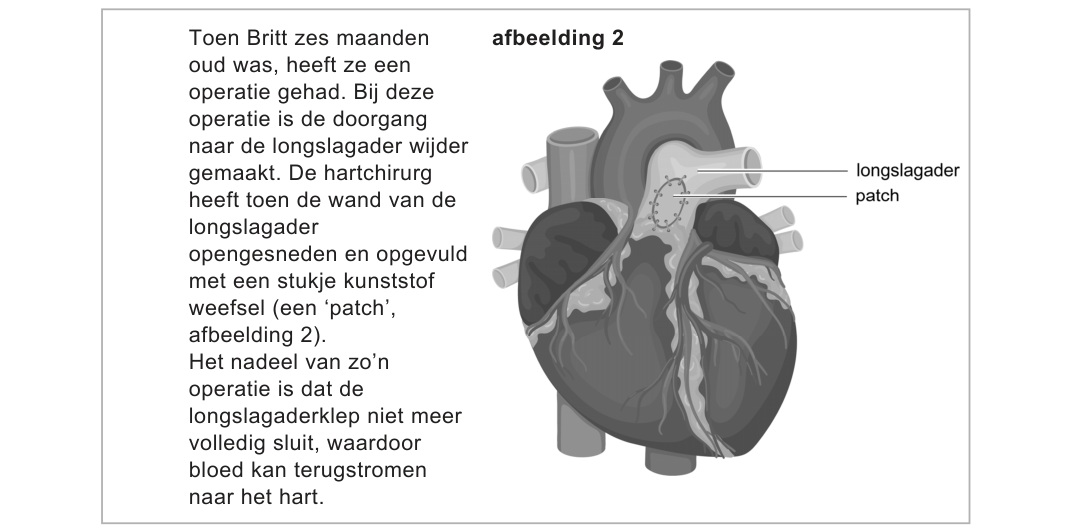 Toen Britt zes maanden
oud was, heeft ze een
operatie gehad. Bij deze
operatie is de doorgang
naar de longslagader wijder
gemaakt. De hartchirurg
heeft toen de wand van de
longslagader
opengesneden en opgevuld
met een stukje kunststof
weefsel (een ‘patch’,
afbeelding 2).
Het nadeel van zo’n
operatie is dat de
longslagaderklep niet meer
volledig sluit, waardoor
bloed kan terugstromen
naar het hart.
afbeelding 2
longslagader
patch